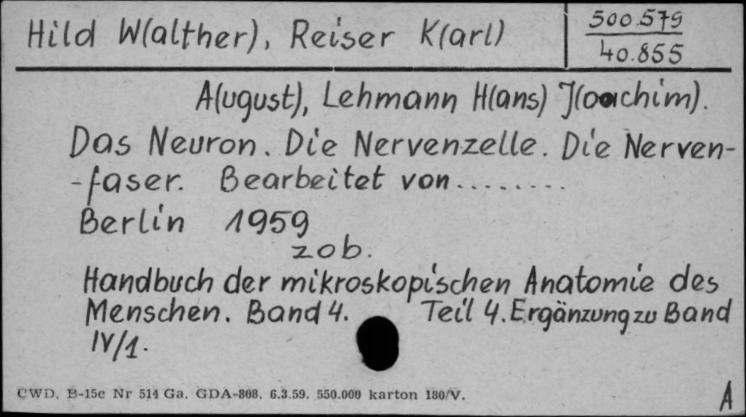 Hild W(alther), Reiser K(arl)
500.579
40.855
A(ugust), Lehmann H(ans) J(oachim).
Das Neuron. Die Nervenzelle. Die Nerven-
-faser. Bearbeitet von.........
Berlin 1959
zob.
Handbuch der mikroskopischen Anatomie des
Menschen. Band 4. Teil 4. Ergänzung zu Band
IV/1.
CWD. B-15c Nr 514 Ga. GDA-808. 6.3.59. 550.000 karton 180/V.
A